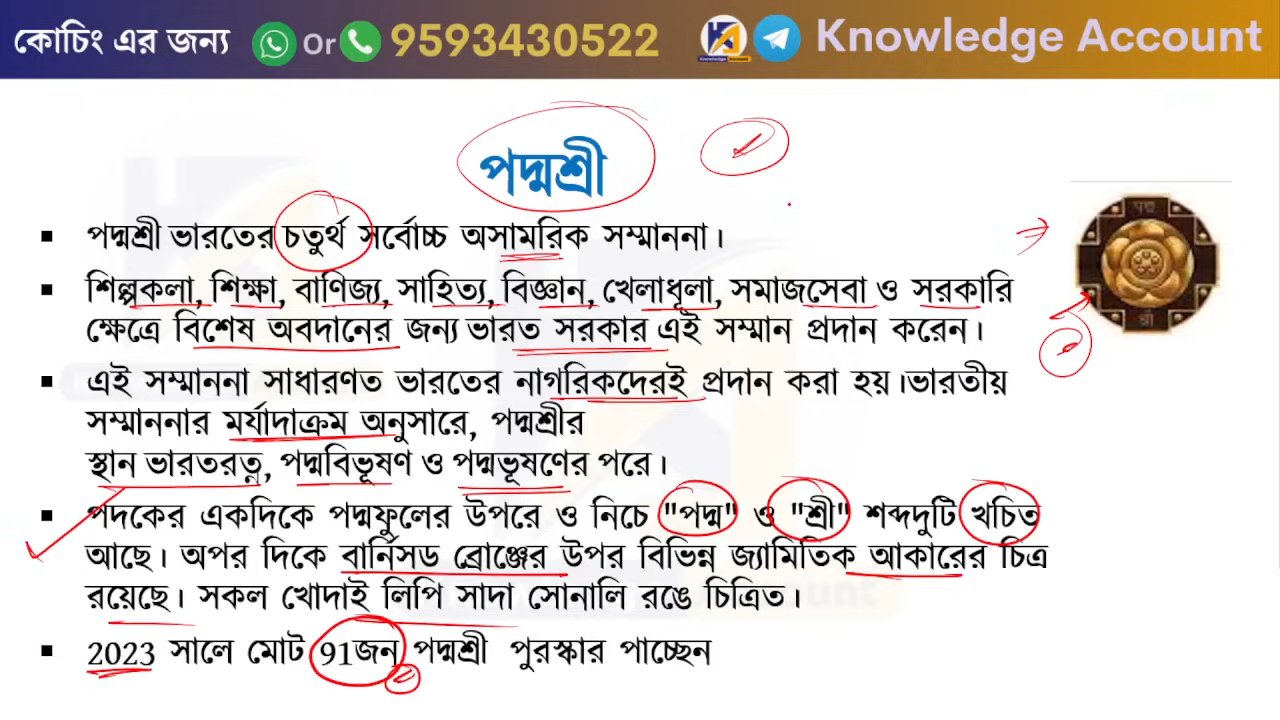 কোচিং এর জন্য Or 9593430522 Knowledge Account
পদ্মশ্রী
▪ পদ্মশ্রী ভারতের চতুর্থ সর্বোচ্চ অসামরিক সম্মাননা।
▪ শিল্পকলা, শিক্ষা, বাণিজ্য, সাহিত্য, বিজ্ঞান, খেলাধূলা, সমাজসেবা ও সরকারি
ক্ষেত্রে বিশেষ অবদানের জন্য ভারত সরকার এই সম্মান প্রদান করেন।
▪ এই সম্মাননা সাধারণত ভারতের নাগরিকদেরই প্রদান করা হয়।ভারতীয়
সম্মাননার মর্যাদাক্রম অনুসারে, পদ্মশ্রীর
স্থান ভারতরত্ন, পদ্মবিভূষণ ও পদ্মভূষণের পরে।
▪ পদকের একদিকে পদ্মফুলের উপরে ও নিচে "পদ্ম" ও "শ্রী" শব্দদুটি খচিত
আছে। অপর দিকে বার্নিসড ব্রোঞ্জের উপর বিভিন্ন জ্যামিতিক আকারের চিত্র
রয়েছে। সকল খোদাই লিপি সাদা সোনালি রঙে চিত্রিত।
▪ 2023 সালে মোট 91জন পদ্মশ্রী পুরস্কার পাচ্ছেন